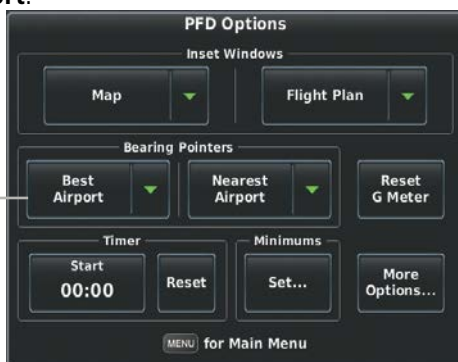 ort.
PFD Options
Inset Windows
Map
Flight Plan
Bearing Pointers
Best Airport
Nearest Airport
Reset G Meter
Timer
Minimums
Start 00:00
Reset
Set...
More Options...
MENU for Main Menu